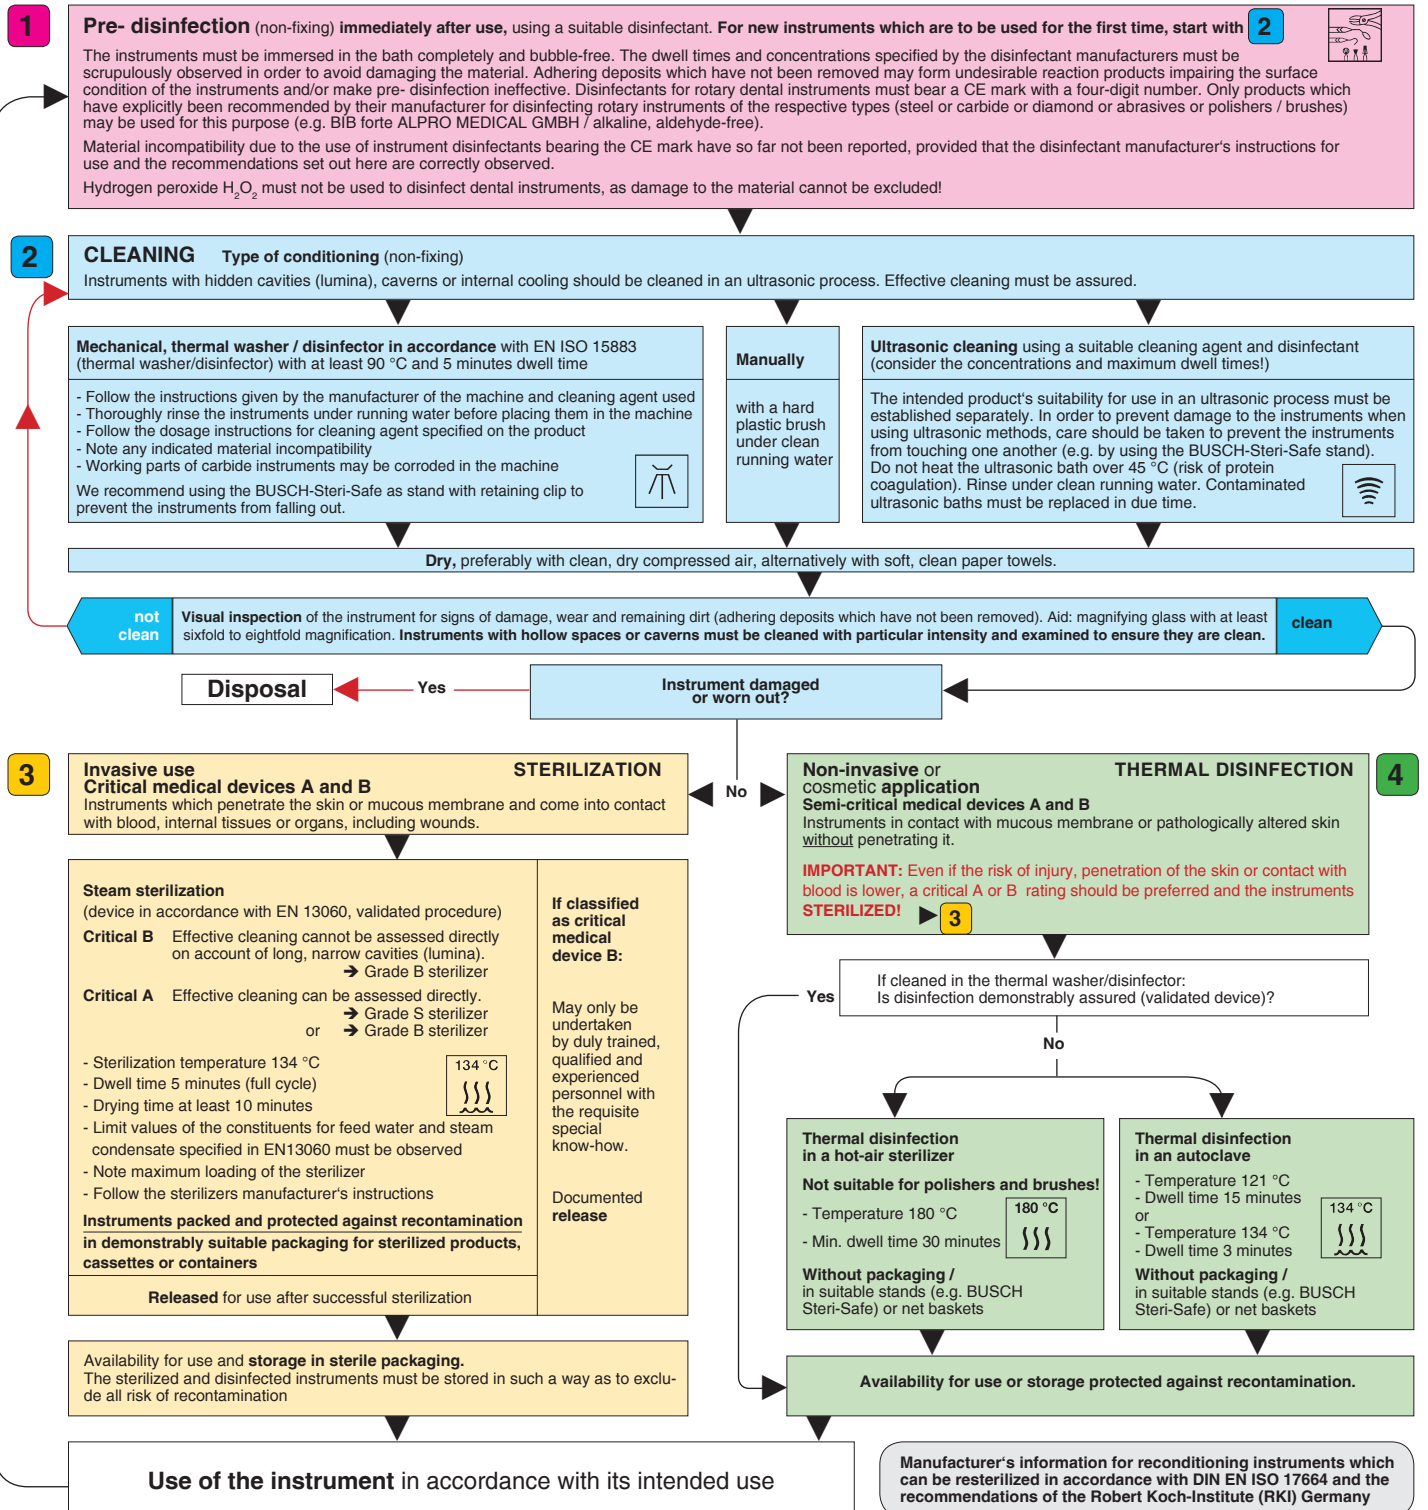 1
Pre- disinfection (non-fixing) immediately after use, using a suitable disinfectant. For new instruments which are to be used for the first time, start with 2
The instruments must be immersed in the bath completely and bubble-free. The dwell times and concentrations specified by the disinfectant manufacturers must be
scrupulously observed in order to avoid damaging the material. Adhering deposits which have not been removed may form undesirable reaction products impairing the surface
condition of the instruments and/or make pre- disinfection ineffective. Disinfectants for rotary dental instruments must bear a CE mark with a four-digit number. Only products which
have explicitly been recommended by their manufacturer for disinfecting rotary instruments of the respective types (steel or carbide or diamond or abrasives or polishers / brushes)
may be used for this purpose (e.g. BIB forte ALPRO MEDICAL GMBH / alkaline, aldehyde-free).
Material incompatibility due to the use of instrument disinfectants bearing the CE mark have so far not been reported, provided that the disinfectant manufacturer's instructions for
use and the recommendations set out here are correctly observed.
Hydrogen peroxide H2O2 must not be used to disinfect dental instruments, as damage to the material cannot be excluded!
2
CLEANING Type of conditioning (non-fixing)
Instruments with hidden cavities (lumina), caverns or internal cooling should be cleaned in an ultrasonic process. Effective cleaning must be assured.
Mechanical, thermal washer / disinfector in accordance with EN ISO 15883
(thermal washer/disinfector) with at least 90 °C and 5 minutes dwell time
- Follow the instructions given by the manufacturer of the machine and cleaning agent used
- Thoroughly rinse the instruments under running water before placing them in the machine
- Follow the dosage instructions for cleaning agent specified on the product
- Note any indicated material incompatibility
- Working parts of carbide instruments may be corroded in the machine
We recommend using the BUSCH-Steri-Safe as stand with retaining clip to
prevent the instruments from falling out.
Manually
with a hard
plastic brush
under clean
running water
Ultrasonic cleaning using a suitable cleaning agent and disinfectant
(consider the concentrations and maximum dwell times!)
The intended product's suitability for use in an ultrasonic process must be
established separately. In order to prevent damage to the instruments when
using ultrasonic methods, care should be taken to prevent the instruments
from touching one another (e.g. by using the BUSCH-Steri-Safe stand).
Do not heat the ultrasonic bath over 45 °C (risk of protein
coagulation). Rinse under clean running water. Contaminated
ultrasonic baths must be replaced in due time.
Dry, preferably with clean, dry compressed air, alternatively with soft, clean paper towels.
not
clean
Visual inspection of the instrument for signs of damage, wear and remaining dirt (adhering deposits which have not been removed). Aid: magnifying glass with at least
sixfold to eightfold magnification. Instruments with hollow spaces or caverns must be cleaned with particular intensity and examined to ensure they are clean.
clean
Disposal
Yes
Instrument damaged
or worn out?
No
3
Invasive use STERILIZATION
Critical medical devices A and B
Instruments which penetrate the skin or mucous membrane and come into contact
with blood, internal tissues or organs, including wounds.
Steam sterilization
(device in accordance with EN 13060, validated procedure)
Critical B Effective cleaning cannot be assessed directly
on account of long, narrow cavities (lumina).
➔ Grade B sterilizer
Critical A Effective cleaning can be assessed directly.
➔ Grade S sterilizer
or ➔ Grade B sterilizer
- Sterilization temperature 134 °C
- Dwell time 5 minutes (full cycle)
- Drying time at least 10 minutes
- Limit values of the constituents for feed water and steam
condensate specified in EN13060 must be observed
- Note maximum loading of the sterilizer
- Follow the sterilizers manufacturer's instructions
134 °C
Instruments packed and protected against recontamination
in demonstrably suitable packaging for sterilized products,
cassettes or containers
Released for use after successful sterilization
If classified
as critical
medical
device B:
May only be
undertaken
by duly trained,
qualified and
experienced
personnel with
the requisite
special
know-how.
Documented
release
Availability for use and storage in sterile packaging.
The sterilized and disinfected instruments must be stored in such a way as to exclu-
de all risk of recontamination
4
Non-invasive or THERMAL DISINFECTION
cosmetic application
Semi-critical medical devices A and B
Instruments in contact with mucous membrane or pathologically altered skin
without penetrating it.
IMPORTANT: Even if the risk of injury, penetration of the skin or contact with
blood is lower, a critical A or B rating should be preferred and the instruments
STERILIZED! 3
If cleaned in the thermal washer/disinfector:
Is disinfection demonstrably assured (validated device)?
Yes
No
Thermal disinfection
in a hot-air sterilizer
Not suitable for polishers and brushes!
- Temperature 180 °C
- Min. dwell time 30 minutes
180 °C
Without packaging /
in suitable stands (e.g. BUSCH
Steri-Safe) or net baskets
Thermal disinfection
in an autoclave
- Temperature 121 °C
- Dwell time 15 minutes
or
- Temperature 134 °C
- Dwell time 3 minutes
134 °C
Without packaging /
in suitable stands (e.g. BUSCH
Steri-Safe) or net baskets
Availability for use or storage protected against recontamination.
Use of the instrument in accordance with its intended use
Manufacturer's information for reconditioning instruments which
can be resterilized in accordance with DIN EN ISO 17664 and the
recommendations of the Robert Koch-Institute (RKI) Germany